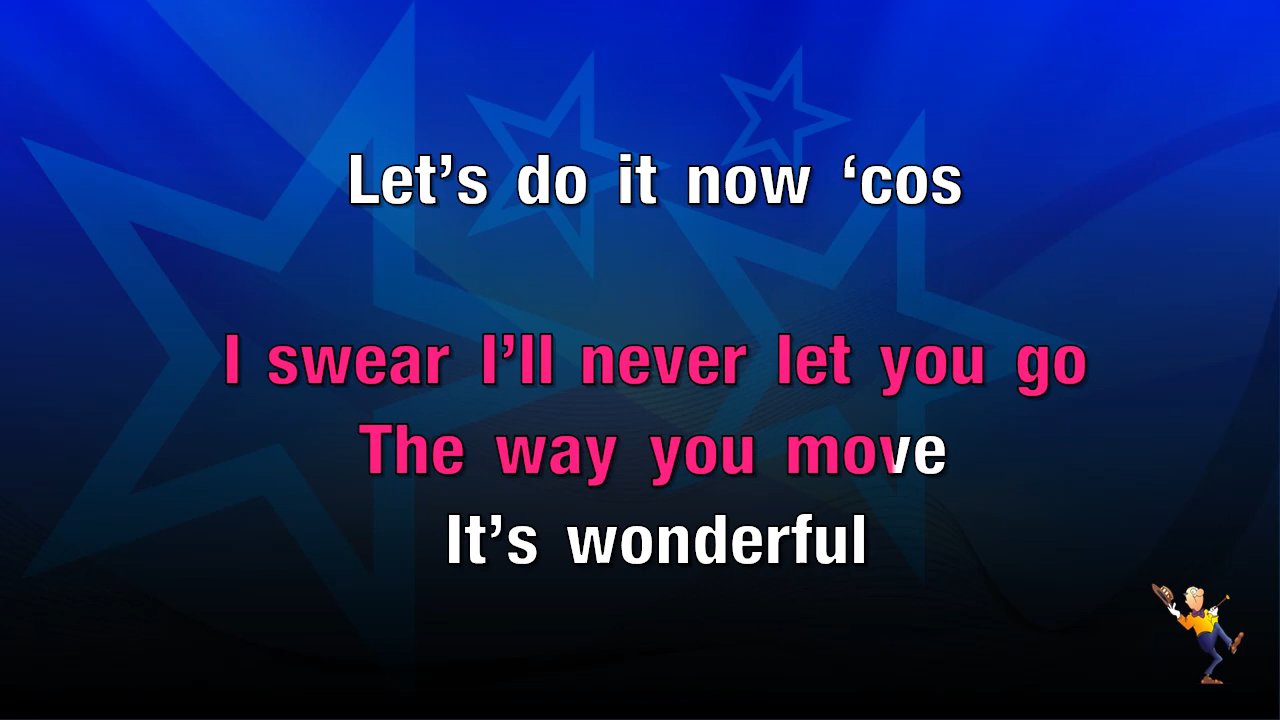 Let’s do it now ‘cos
I swear I’ll never let you go
The way you move
It’s wonderful